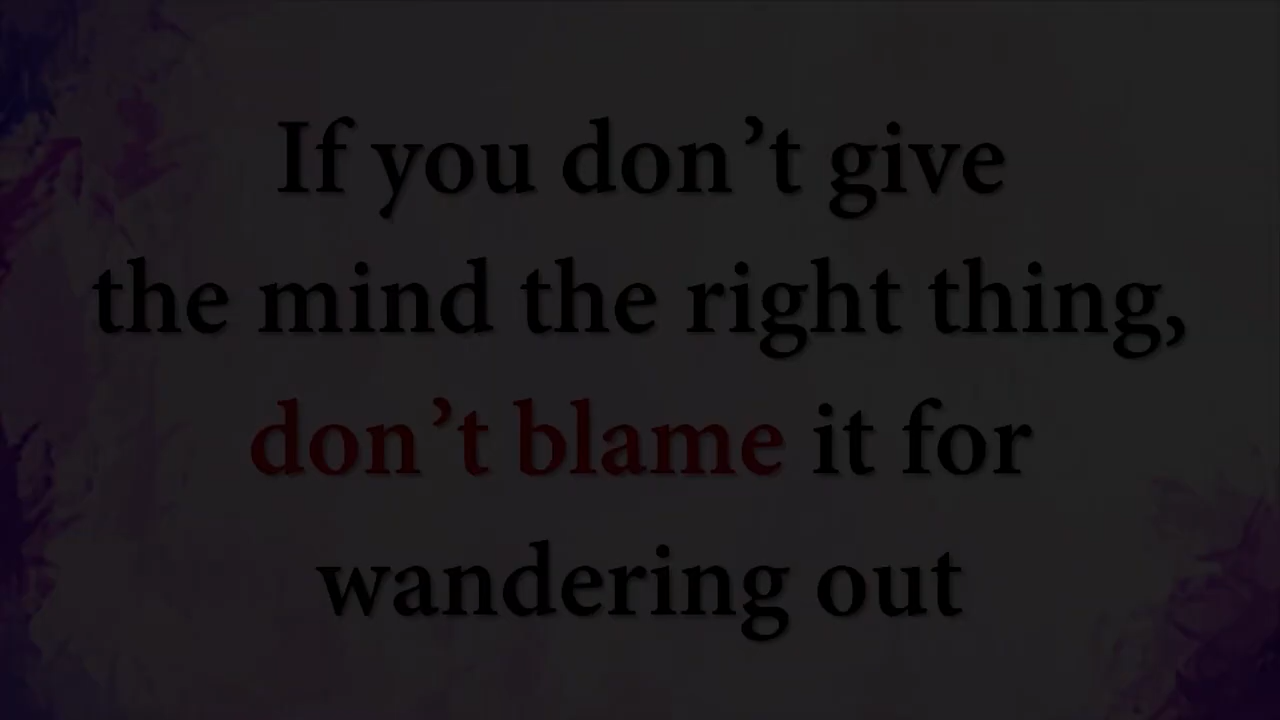 If you don’t give
the mind the right thing,
don’t blame it for
wandering out